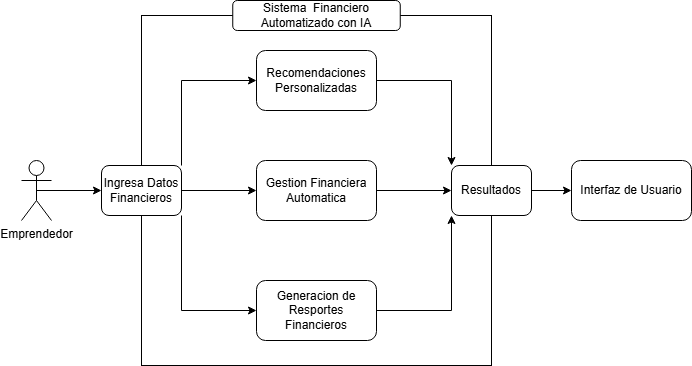 Sistema Financiero
Automatizado con IA
Recomendaciones
Personalizadas
Ingresa Datos
Financieros
Gestion Financiera
Automatica
Resultados
Interfaz de Usuario
Emprendedor
Generacion de
Resportes
Financieros